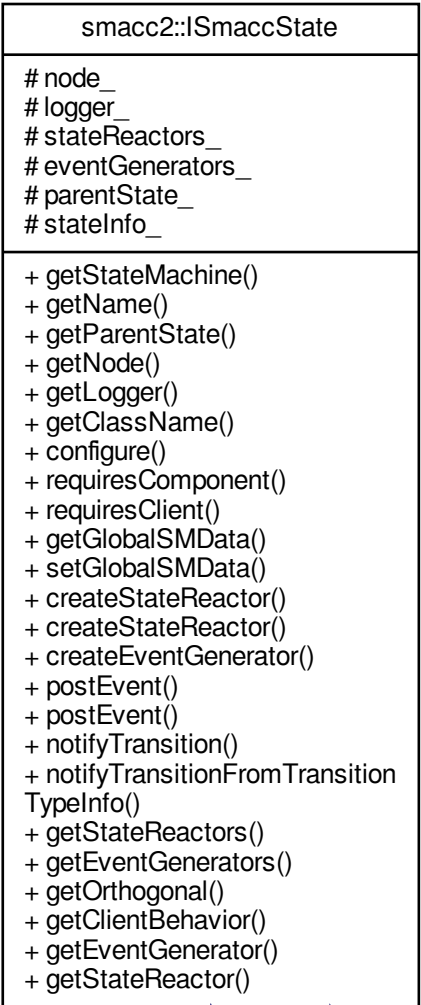 smacc2::ISmaccState
# node_
# logger_
# stateReactors_
# eventGenerators_
# parentState_
# stateInfo_
+ getStateMachine()
+ getName()
+ getParentState()
+ getNode()
+ getLogger()
+ getClassName()
+ configure()
+ requiresComponent()
+ requiresClient()
+ getGlobalSMData()
+ setGlobalSMData()
+ createStateReactor()
+ createStateReactor()
+ createEventGenerator()
+ postEvent()
+ postEvent()
+ notifyTransition()
+ notifyTransitionFromTransition
TypeInfo()
+ getStateReactors()
+ getEventGenerators()
+ getOrthogonal()
+ getClientBehavior()
+ getEventGenerator()
+ getStateReactor()